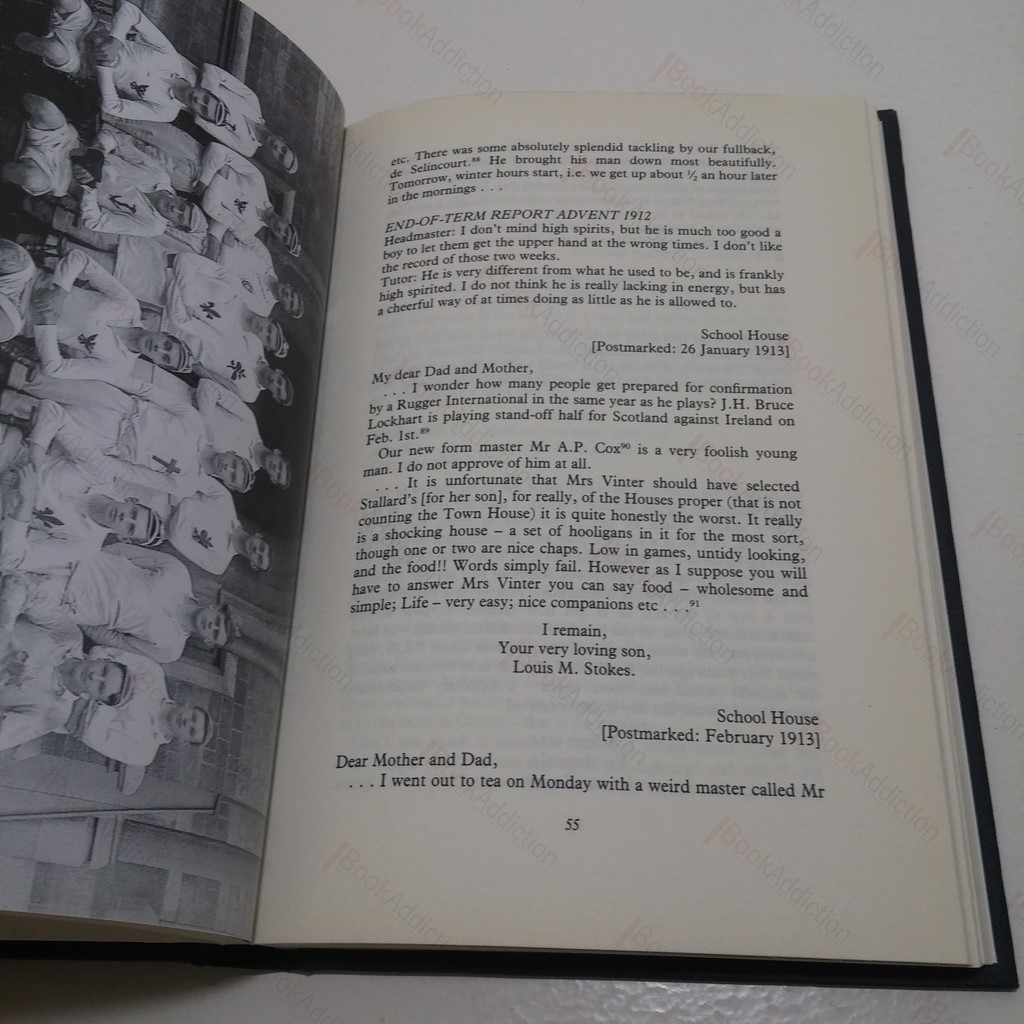 etc. There was some absolutely splendid tackling by our fullback,
de Selincourt.⁸⁸ He brought his man down most beautifully.
Tomorrow, winter hours start, i.e. we get up about ½ an hour later
in the mornings . . .
END-OF-TERM REPORT ADVENT 1912
Headmaster: I don't mind high spirits, but he is much too good a
boy to let them get the upper hand at the wrong times. I don't like
the record of those two weeks.
Tutor: He is very different from what he used to be, and is frankly
high spirited. I do not think he is really lacking in energy, but has
a cheerful way of at times doing as little as he is allowed to.
School House
[Postmarked: 26 January 1913]
My dear Dad and Mother,
. . . I wonder how many people get prepared for confirmation
by a Rugger International in the same year as he plays? J.H. Bruce
Lockhart is playing stand-off half for Scotland against Ireland on
Feb. 1st.⁸⁹
Our new form master Mr A.P. Cox⁹⁰ is a very foolish young
man. I do not approve of him at all.
. . . It is unfortunate that Mrs Vinter should have selected
Stallard's [for her son], for really, of the Houses proper (that is not
counting the Town House) it is quite honestly the worst. It really
is a shocking house – a set of hooligans in it for the most sort,
though one or two are nice chaps. Low in games, untidy looking,
and the food!! Words simply fail. However as I suppose you will
have to answer Mrs Vinter you can say food – wholesome and
simple; Life – very easy; nice companions etc . . .⁹¹
I remain,
Your very loving son,
Louis M. Stokes.
School House
[Postmarked: February 1913]
Dear Mother and Dad,
. . . I went out to tea on Monday with a weird master called Mr
55
BookAddiction